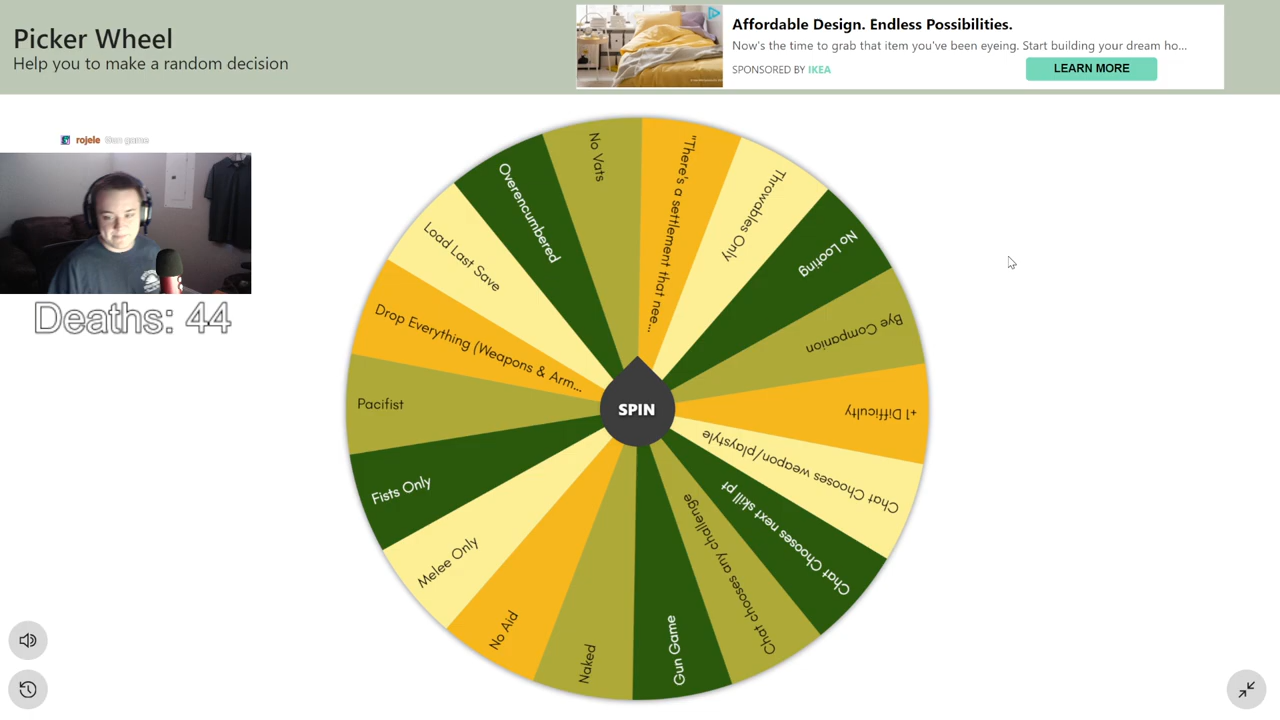 Picker Wheel
Help you to make a random decision
Affordable Design. Endless Possibilities.
Now's the time to grab that item you've been eyeing. Start building your dream ho...
SPONSORED BY IKEA
LEARN MORE
rojele Gun game
Deaths: 44
No Vats
"There's a settlement that nee...
Throwables Only
No Looting
Bye Companion
+1 Difficulty
Chat Chooses weapon/playstyle
Chat Chooses next skill pt
Chat chooses any challenge
Gun Game
Naked
No Aid
Melee Only
Fists Only
Pacifist
Drop Everything (Weapons & Arm...
Load Last Save
Overencumbered
SPIN